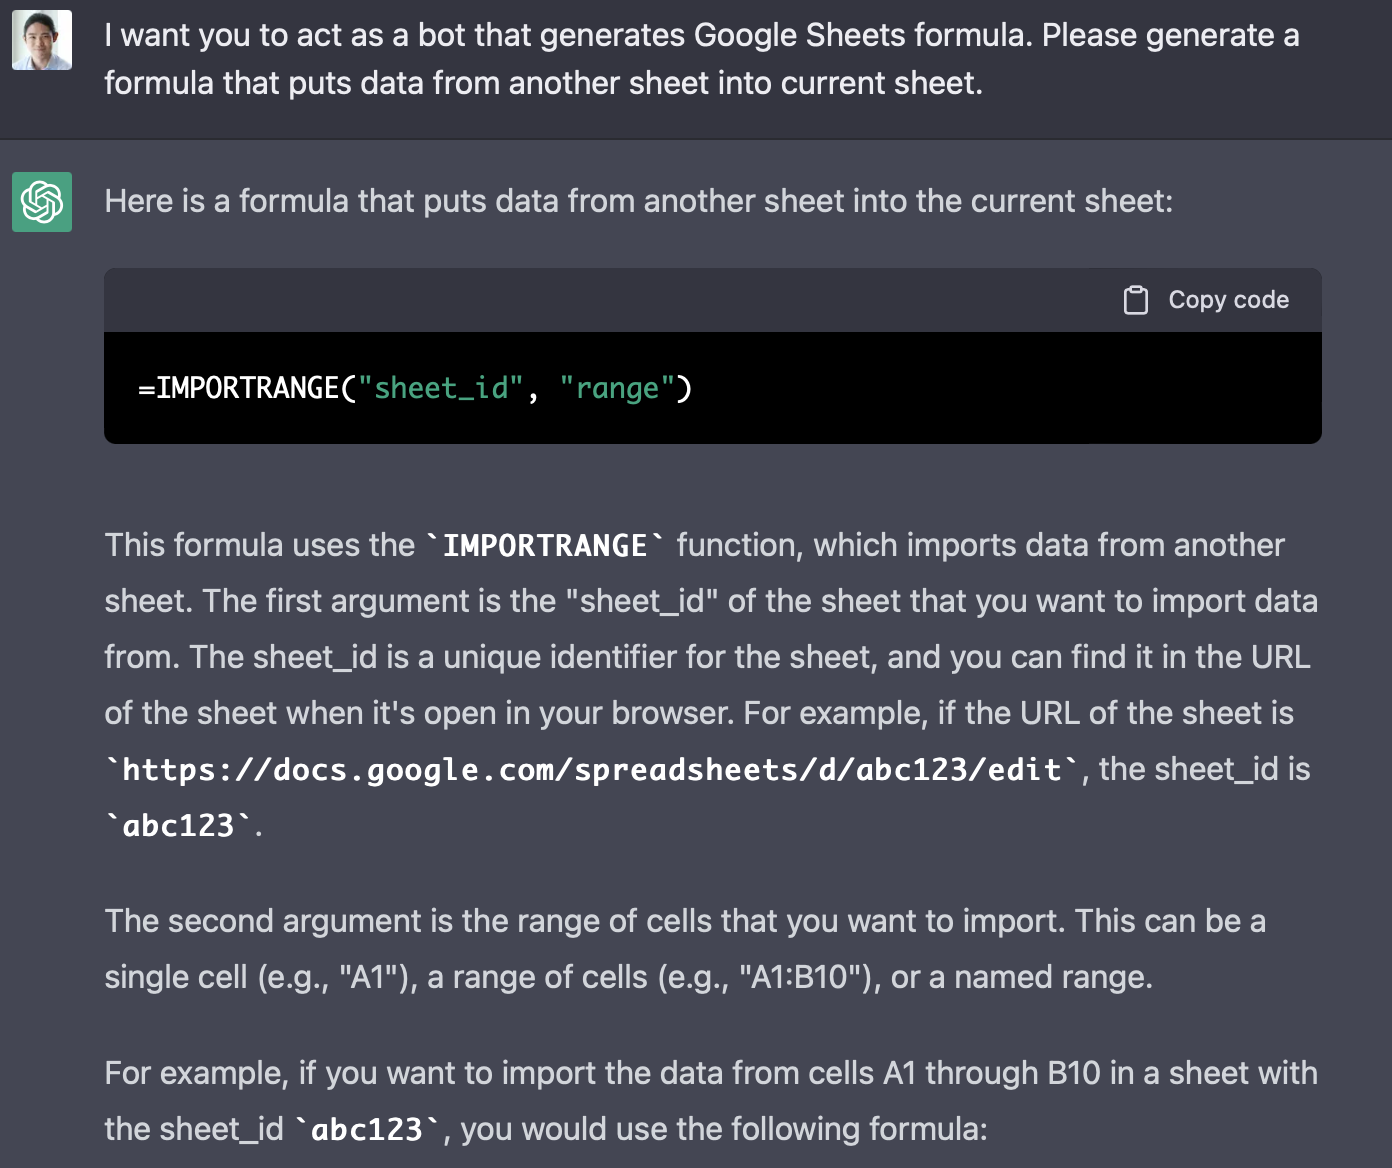 I want you to act as a bot that generates Google Sheets formula. Please generate a
formula that puts data from another sheet into current sheet.
Here is a formula that puts data from another sheet into the current sheet:
Copy code
=IMPORTRANGE("sheet_id", "range")
This formula uses the `IMPORTRANGE` function, which imports data from another
sheet. The first argument is the "sheet_id" of the sheet that you want to import data
from. The sheet_id is a unique identifier for the sheet, and you can find it in the URL
of the sheet when it's open in your browser. For example, if the URL of the sheet is
`https://docs.google.com/spreadsheets/d/abc123/edit`, the sheet_id is
`abc123`.
The second argument is the range of cells that you want to import. This can be a
single cell (e.g., "A1"), a range of cells (e.g., "A1:B10"), or a named range.
For example, if you want to import the data from cells A1 through B10 in a sheet with
the sheet_id `abc123`, you would use the following formula: